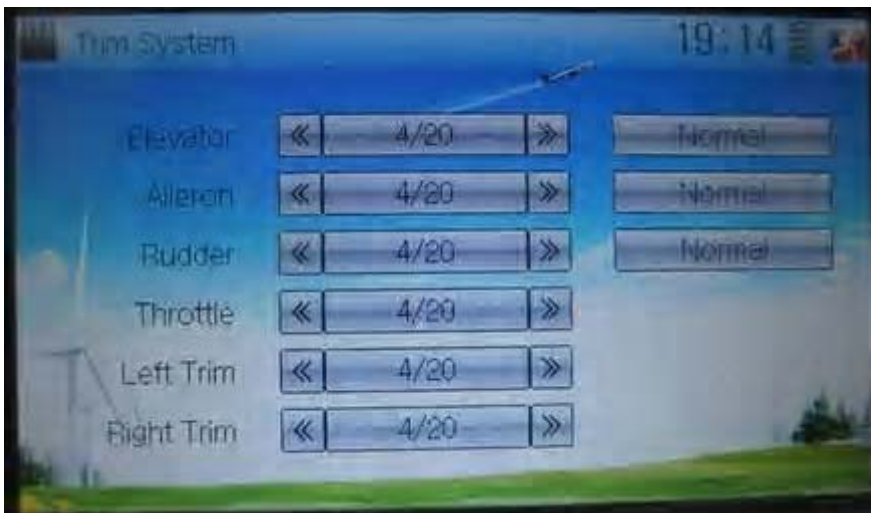 Trim System 19:14
Elevator « 4/20 » Normal
Aileron « 4/20 » Normal
Rudder « 4/20 » Normal
Throttle « 4/20 »
Left Trim « 4/20 »
Right Trim « 4/20 »